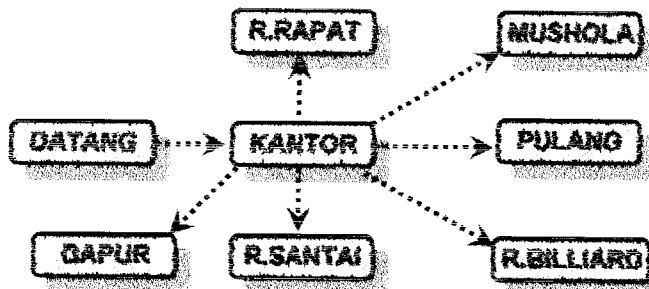 R.RAPAT
MUSHOLA
DATANG
KANTOR
PULANG
DAPUR
R.SANTAI
R.BILLIARD